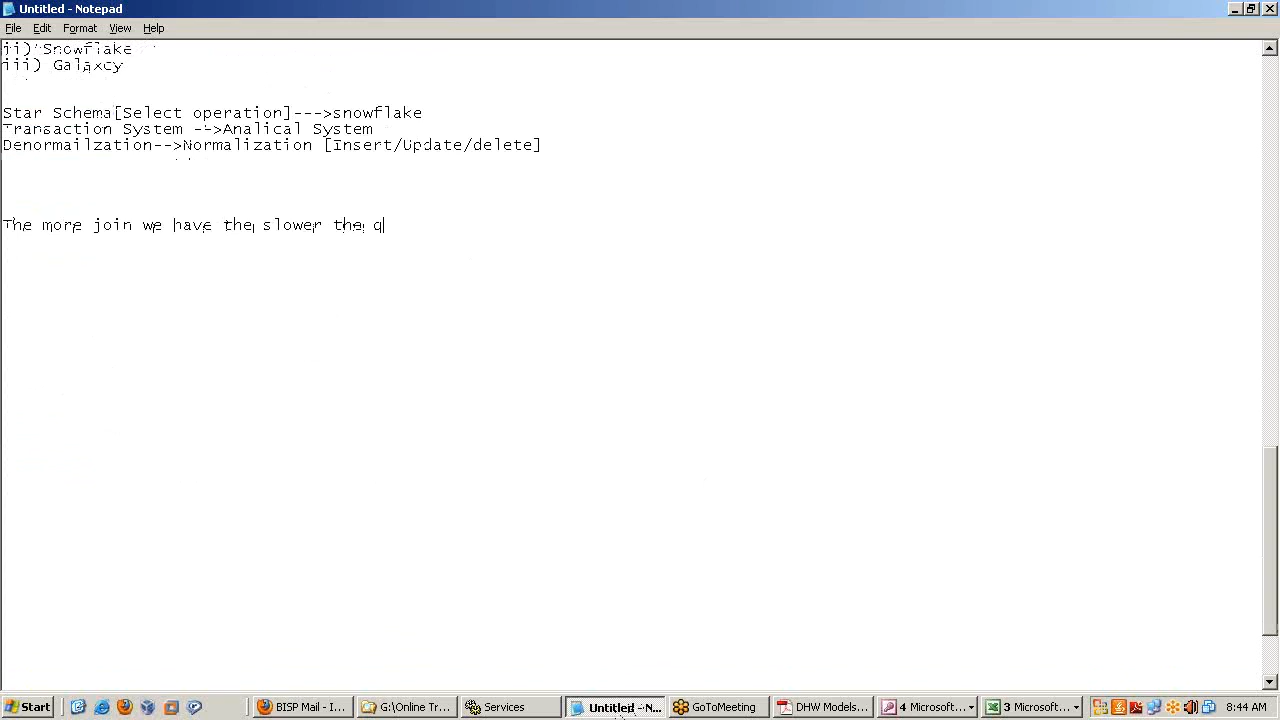 Untitled - Notepad
File Edit Format View Help
ii) Snowflake
iii) Galaxcy
Star Schema[Select operation]--->snowflake
Transaction System -->Analical System
Denormailzation-->Normalization [Insert/Update/delete]
The more join we have the slower the q
Start
BISP Mail - I...
G:\Online Tr...
Services
Untitled - N...
GoToMeeting
DHW Models...
4 Microsoft...
3 Microsoft...
8:44 AM